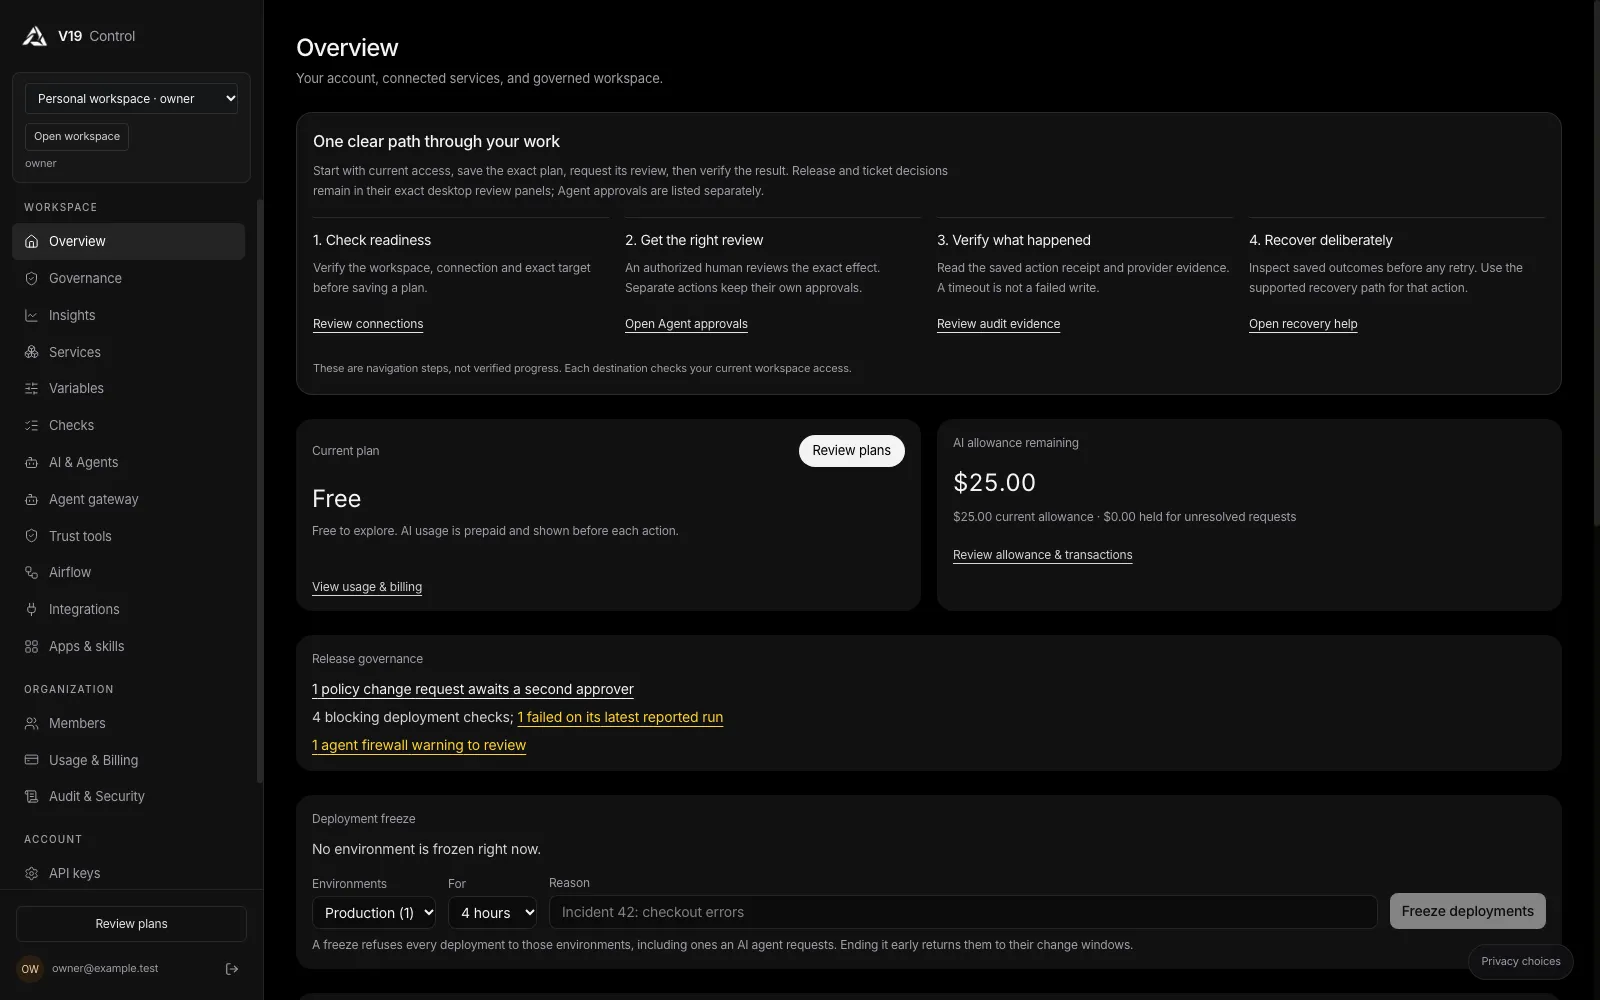 V19 Control
Personal workspace · owner
Open workspace
owner
WORKSPACE
Overview
Governance
Insights
Services
Variables
Checks
AI & Agents
Agent gateway
Trust tools
Airflow
Integrations
Apps & skills
ORGANIZATION
Members
Usage & Billing
Audit & Security
ACCOUNT
API keys
Review plans
OW owner@example.test
Overview
Your account, connected services, and governed workspace.
One clear path through your work
Start with current access, save the exact plan, request its review, then verify the result. Release and ticket decisions
remain in their exact desktop review panels; Agent approvals are listed separately.
1. Check readiness
Verify the workspace, connection and exact target
before saving a plan.
Review connections
2. Get the right review
An authorized human reviews the exact effect.
Separate actions keep their own approvals.
Open Agent approvals
3. Verify what happened
Read the saved action receipt and provider evidence.
A timeout is not a failed write.
Review audit evidence
4. Recover deliberately
Inspect saved outcomes before any retry. Use the
supported recovery path for that action.
Open recovery help
These are navigation steps, not verified progress. Each destination checks your current workspace access.
Current plan
Review plans
Free
Free to explore. AI usage is prepaid and shown before each action.
View usage & billing
AI allowance remaining
$25.00
$25.00 current allowance · $0.00 held for unresolved requests
Review allowance & transactions
Release governance
1 policy change request awaits a second approver
4 blocking deployment checks; 1 failed on its latest reported run
1 agent firewall warning to review
Deployment freeze
No environment is frozen right now.
Environments
Production (1)
For
4 hours
Reason
Incident 42: checkout errors
Freeze deployments
A freeze refuses every deployment to those environments, including ones an AI agent requests. Ending it early returns them to their change windows.
Privacy choices